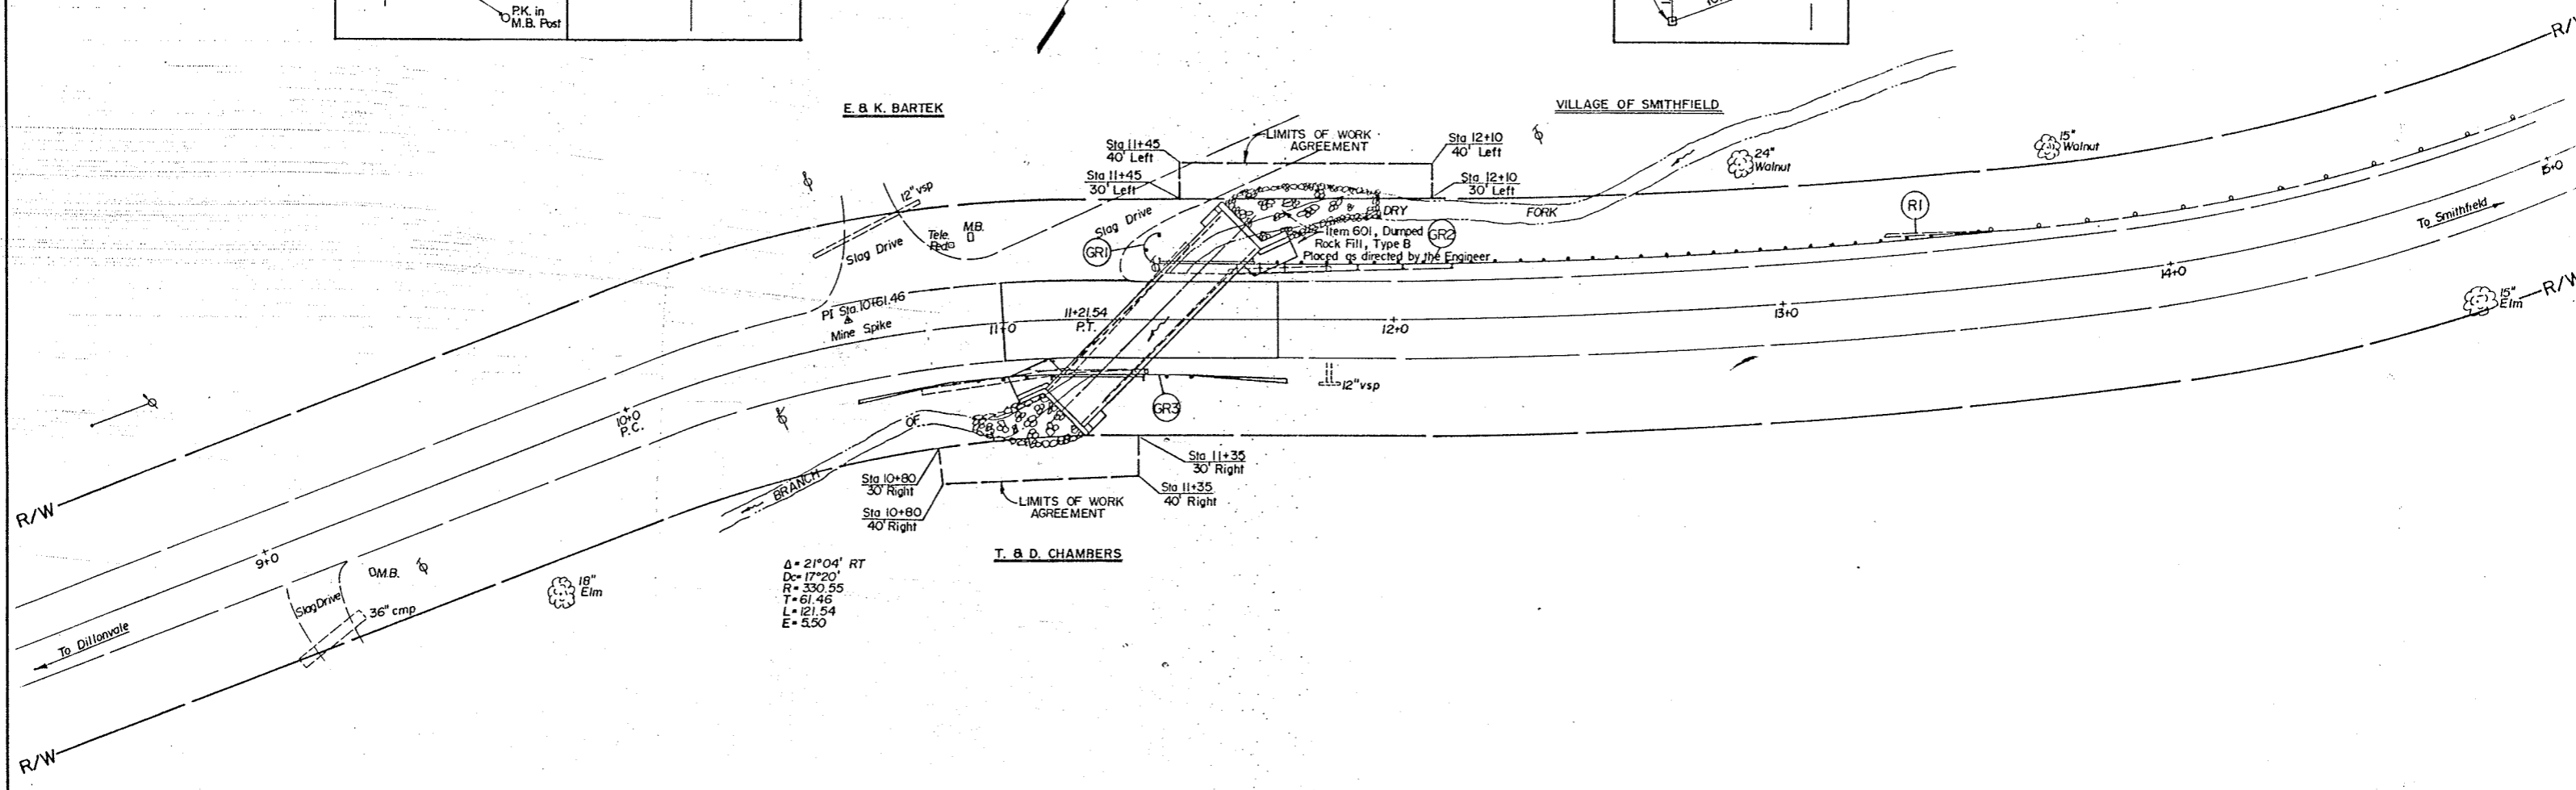 P.K. in
M.B. Post
R/W
E. & K. BARTEK
VILLAGE OF SMITHFIELD
LIMITS OF WORK
AGREEMENT
Sta 11+45
40' Left
Sta 12+10
40' Left
Sta 11+45
30' Left
Sta 12+10
30' Left
24"
Walnut
15"
Walnut
12" vsp
Slag Drive
Tele.
Ped.
M.B.
Slag Drive
GR1
DRY
FORK
Item 601, Dumped
Rock Fill, Type B
Placed as directed by the Engineer
GR2
R1
15+0
To Smithfield
14+0
15"
Elm
R/W
PI Sta. 10+61.46
Mine Spike
11+0
11+21.54
P.T.
12+0
13+0
12" vsp
GR3
10+0
P.C.
OF
BRANCH
Sta 11+35
30' Right
Sta 10+80
30' Right
Sta 11+35
40' Right
Sta 10+80
40' Right
LIMITS OF WORK
AGREEMENT
R/W
T. & D. CHAMBERS
9+0
M.B.
18"
Elm
Slag Drive
36" cmp
Δ = 21°04' RT
Dc= 17°20'
R = 330.55
T = 61.46
L = 121.54
E = 5.50
To Dillonvale
R/W